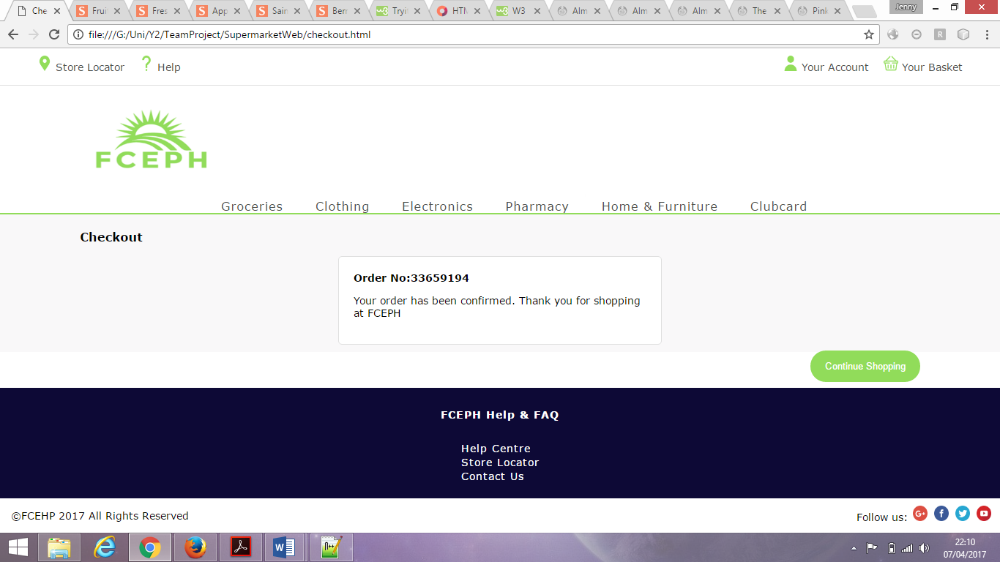 Che Fruit Fres App Sain Berr Tryi HTM W3 Alm Alm Alm The Pink Jenny
file:///G:/Uni/Y2/TeamProject/SupermarketWeb/checkout.html
Store Locator Help Your Account Your Basket
FCEPH
Groceries Clothing Electronics Pharmacy Home & Furniture Clubcard
Checkout
Order No:33659194
Your order has been confirmed. Thank you for shopping
at FCEPH
Continue Shopping
FCEPH Help & FAQ
Help Centre
Store Locator
Contact Us
©FCEHP 2017 All Rights Reserved Follow us:
22:10
07/04/2017